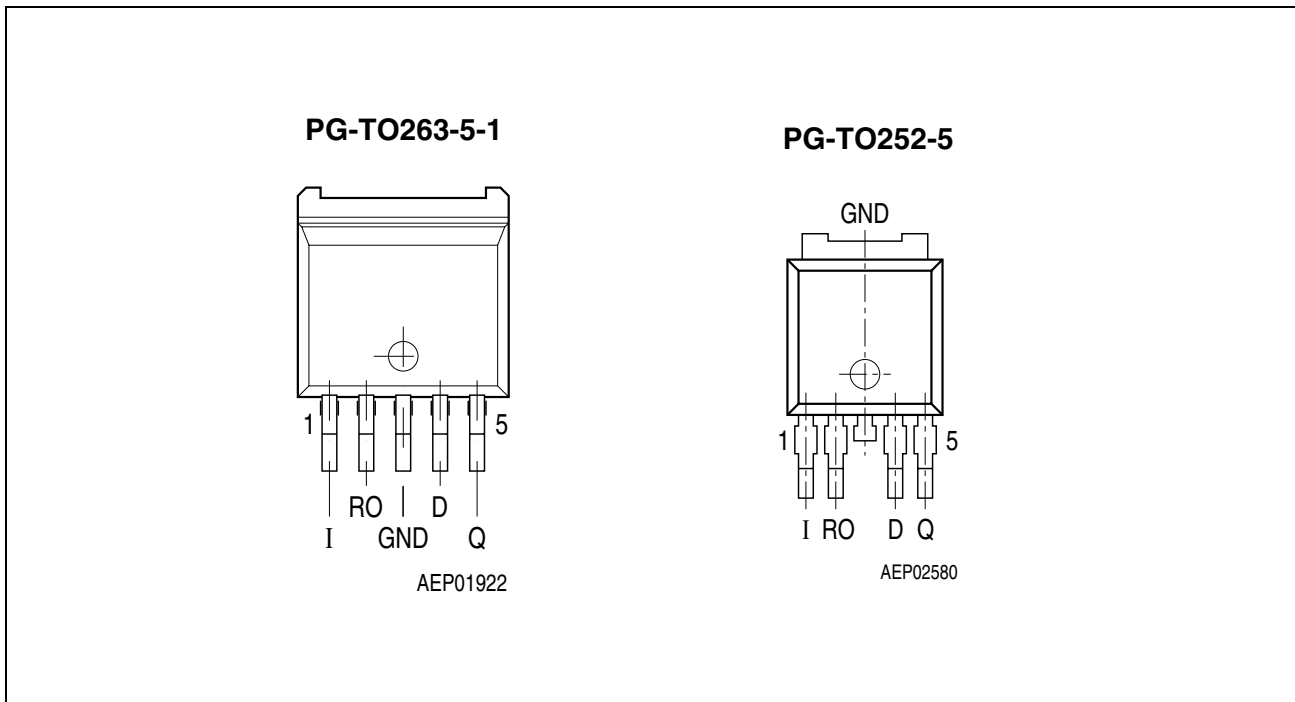 PG-TO263-5-1
1 5
RO D
I GND Q
AEP01922
PG-TO252-5
GND
1 5
I RO D Q
AEP02580